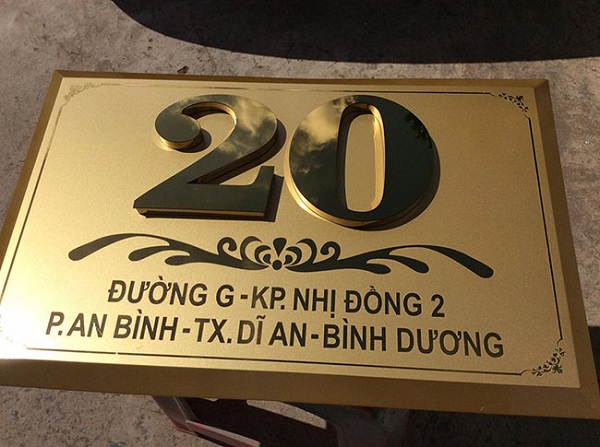 20
ĐƯỜNG G - KP. NHỊ ĐỒNG 2
P. AN BÌNH - TX. DĨ AN - BÌNH DƯƠNG